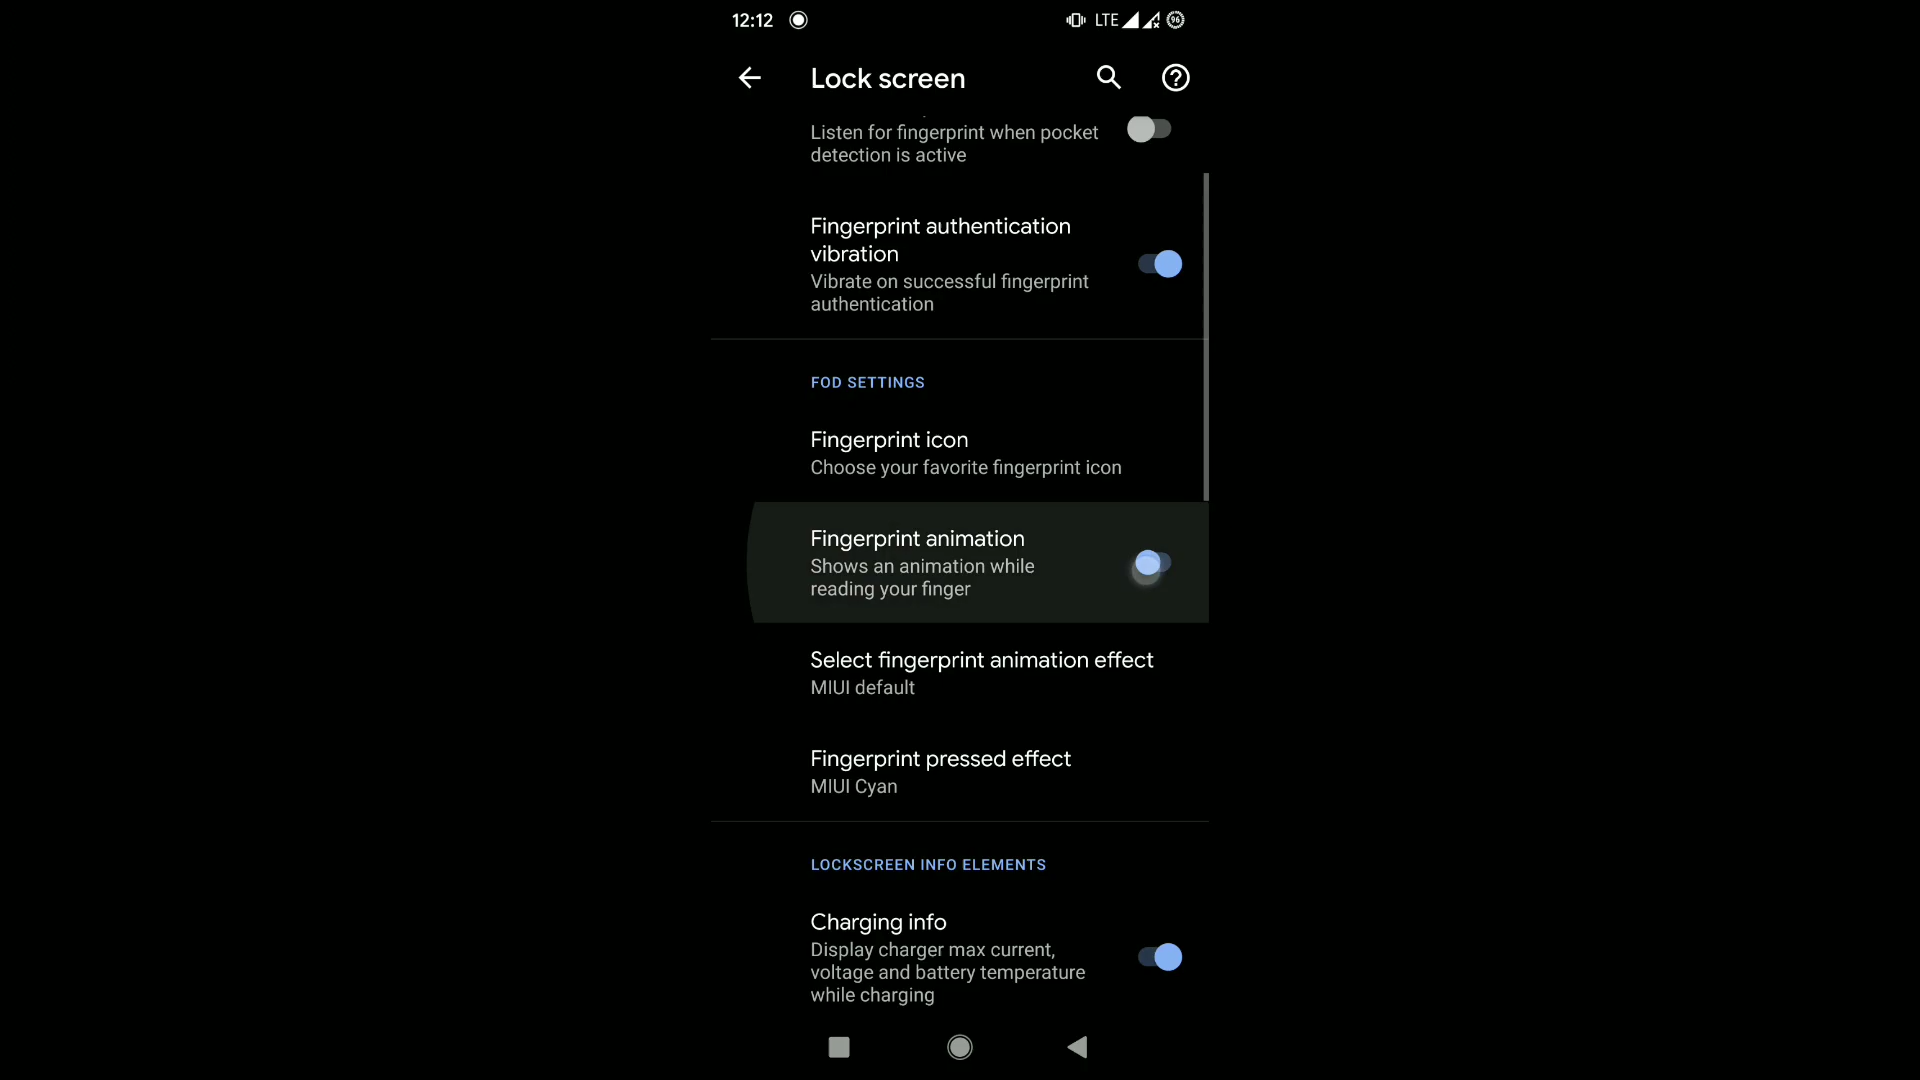 12:12
LTE
96
Lock screen
Listen for fingerprint when pocket
detection is active
Fingerprint authentication
vibration
Vibrate on successful fingerprint
authentication
FOD SETTINGS
Fingerprint icon
Choose your favorite fingerprint icon
Fingerprint animation
Shows an animation while
reading your finger
Select fingerprint animation effect
MIUI default
Fingerprint pressed effect
MIUI Cyan
LOCKSCREEN INFO ELEMENTS
Charging info
Display charger max current,
voltage and battery temperature
while charging